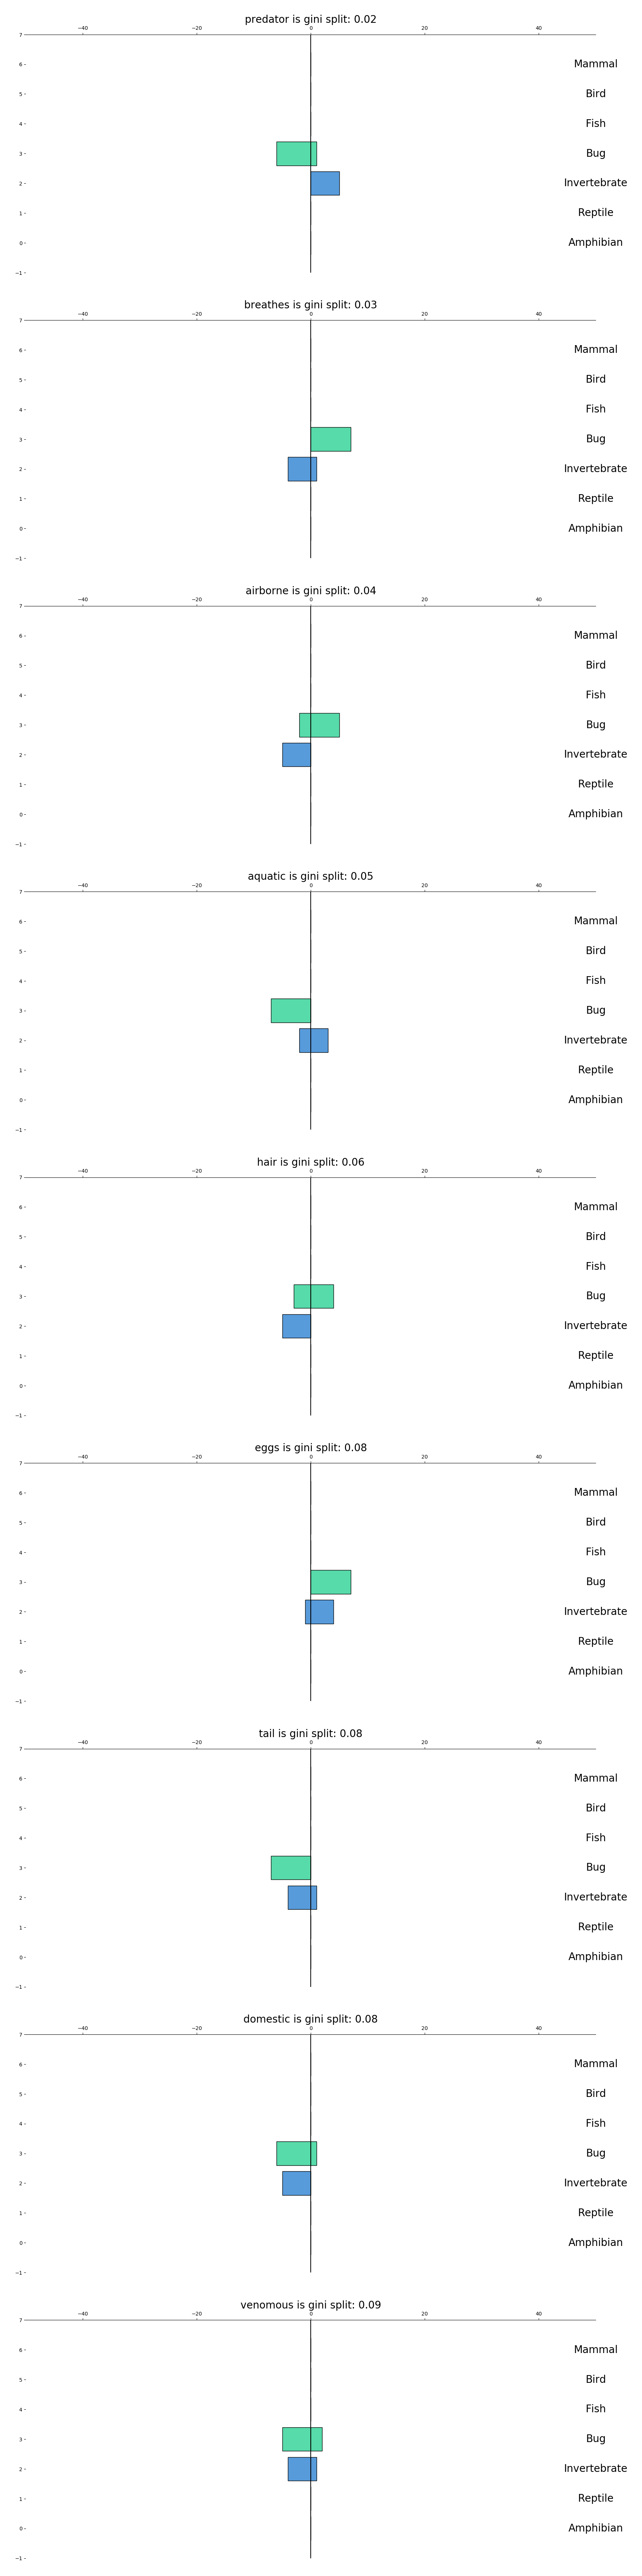 predator is gini split: 0.02
−40 −20 0 20 40
7
6 Mammal
5 Bird
4 Fish
3 Bug
2 Invertebrate
1 Reptile
0 Amphibian
−1
breathes is gini split: 0.03
−40 −20 0 20 40
7
6 Mammal
5 Bird
4 Fish
3 Bug
2 Invertebrate
1 Reptile
0 Amphibian
−1
airborne is gini split: 0.04
−40 −20 0 20 40
7
6 Mammal
5 Bird
4 Fish
3 Bug
2 Invertebrate
1 Reptile
0 Amphibian
−1
aquatic is gini split: 0.05
−40 −20 0 20 40
7
6 Mammal
5 Bird
4 Fish
3 Bug
2 Invertebrate
1 Reptile
0 Amphibian
−1
hair is gini split: 0.06
−40 −20 0 20 40
7
6 Mammal
5 Bird
4 Fish
3 Bug
2 Invertebrate
1 Reptile
0 Amphibian
−1
eggs is gini split: 0.08
−40 −20 0 20 40
7
6 Mammal
5 Bird
4 Fish
3 Bug
2 Invertebrate
1 Reptile
0 Amphibian
−1
tail is gini split: 0.08
−40 −20 0 20 40
7
6 Mammal
5 Bird
4 Fish
3 Bug
2 Invertebrate
1 Reptile
0 Amphibian
−1
domestic is gini split: 0.08
−40 −20 0 20 40
7
6 Mammal
5 Bird
4 Fish
3 Bug
2 Invertebrate
1 Reptile
0 Amphibian
−1
venomous is gini split: 0.09
−40 −20 0 20 40
7
6 Mammal
5 Bird
4 Fish
3 Bug
2 Invertebrate
1 Reptile
0 Amphibian
−1